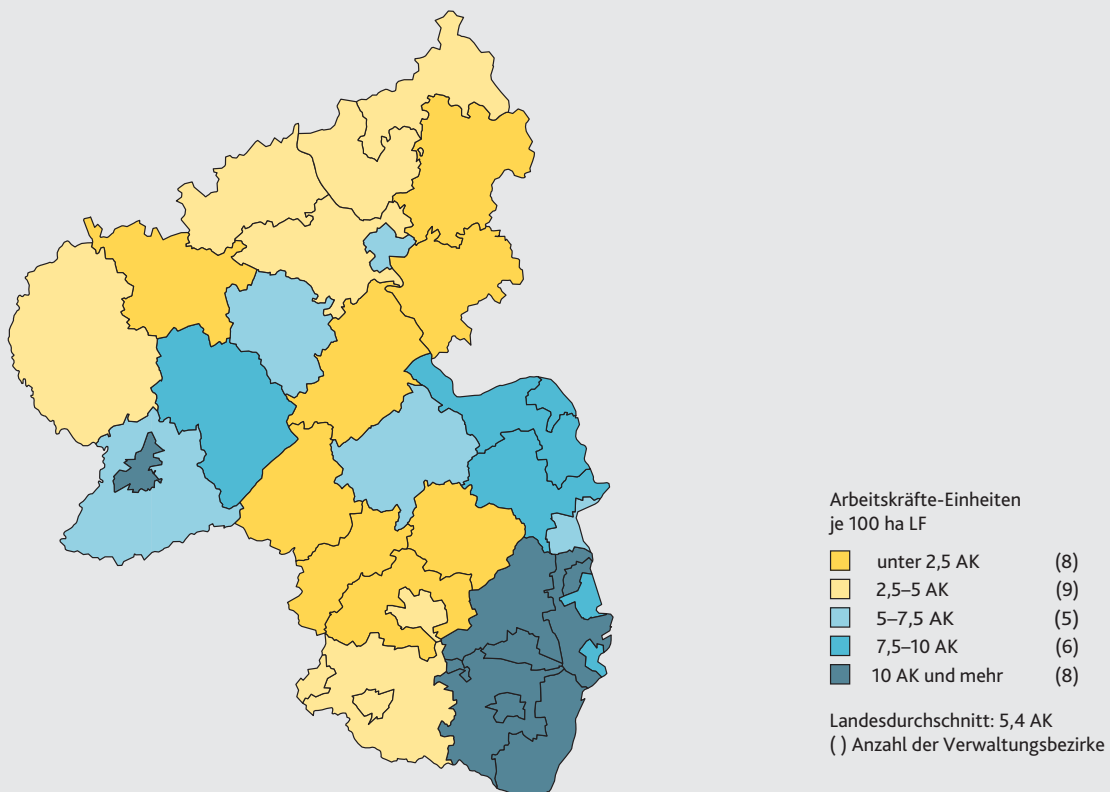 Arbeitskräfte-Einheiten
je 100 ha LF
unter 2,5 AK (8)
2,5–5 AK (9)
5–7,5 AK (5)
7,5–10 AK (6)
10 AK und mehr (8)
Landesdurchschnitt: 5,4 AK
( ) Anzahl der Verwaltungsbezirke